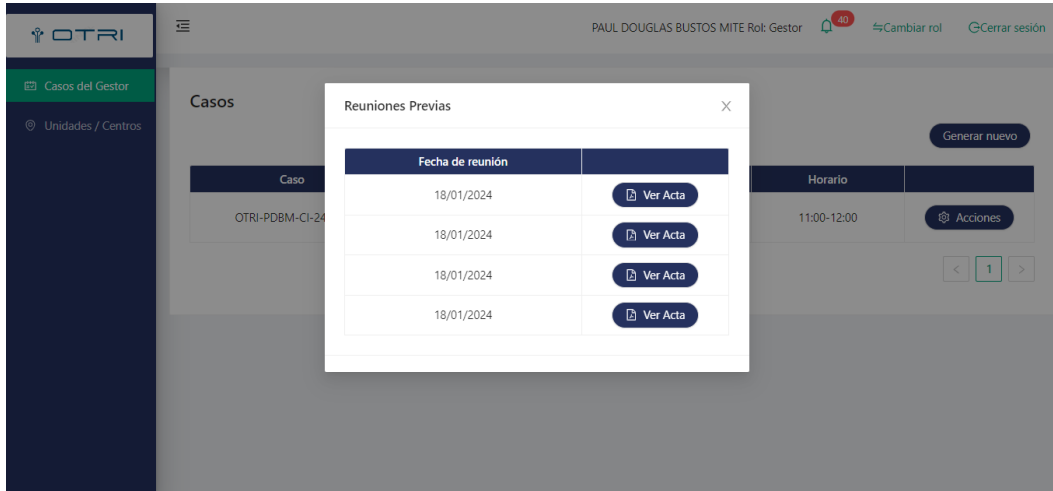 OTRI
PAUL DOUGLAS BUSTOS MITE Rol: Gestor
40
Cambiar rol
Cerrar sesión
Casos del Gestor
Unidades / Centros
Casos
Generar nuevo
Reuniones Previas
Fecha de reunión
18/01/2024 Ver Acta
18/01/2024 Ver Acta
18/01/2024 Ver Acta
18/01/2024 Ver Acta
Caso Horario
OTRI-PDBM-CI-24 11:00-12:00 Acciones
< 1 >